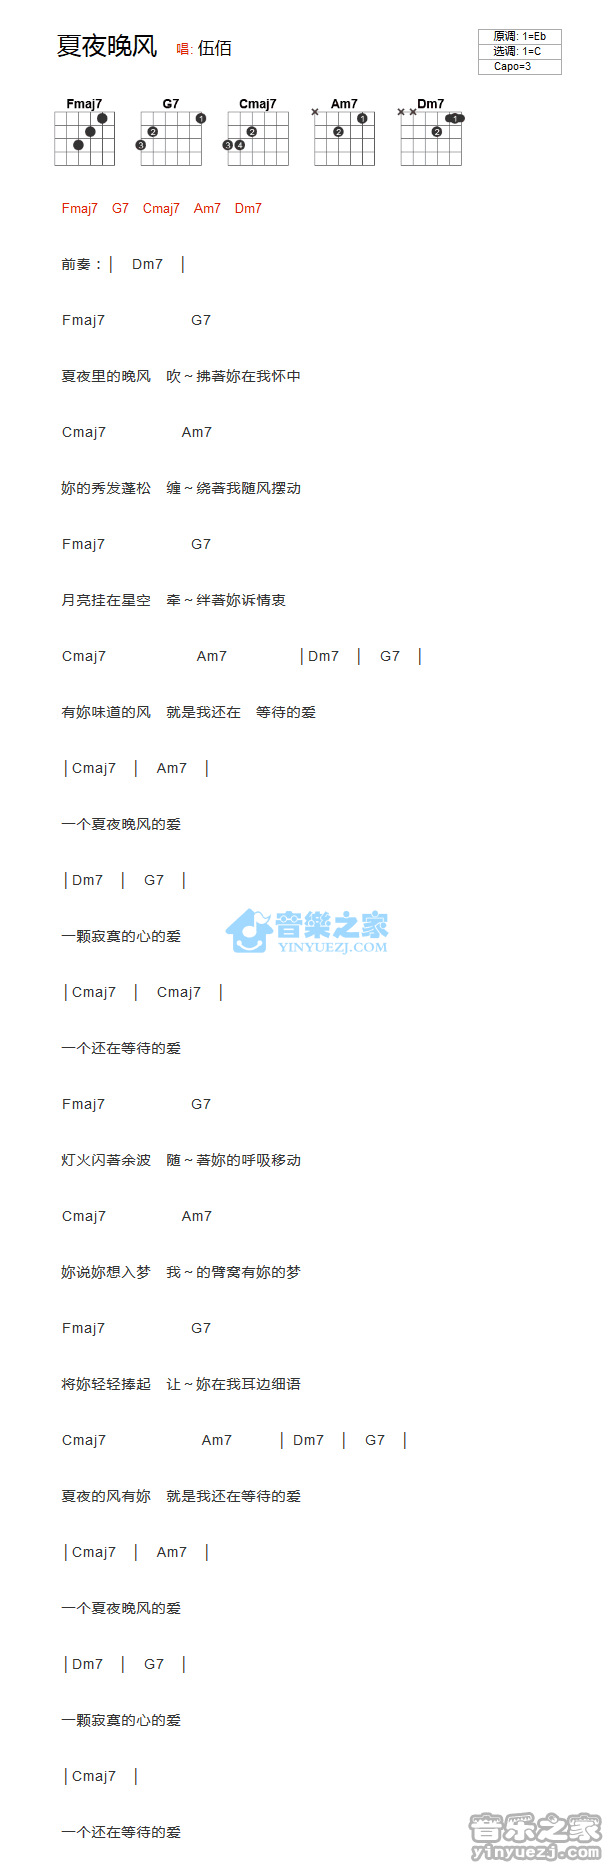 夏夜晚风 唱: 伍佰
原调: 1=Eb
选调: 1=C
Capo=3
Fmaj7 G7 Cmaj7 Am7 Dm7
1 2 3 2 3 4 1 2 1 2
Fmaj7 G7 Cmaj7 Am7 Dm7
前奏：│ Dm7 │
Fmaj7 G7
夏夜里的晚风 吹～拂著妳在我怀中
Cmaj7 Am7
妳的秀发蓬松 缠～绕著我随风摆动
Fmaj7 G7
月亮挂在星空 牵～绊著妳诉情衷
Cmaj7 Am7 │Dm7 │ G7 │
有妳味道的风 就是我还在 等待的爱
│Cmaj7 │ Am7 │
一个夏夜晚风的爱
│Dm7 │ G7 │
音樂之家
YINYUEZJ.COM
一颗寂寞的心的爱
│Cmaj7 │ Cmaj7 │
一个还在等待的爱
Fmaj7 G7
灯火闪著余波 随～著妳的呼吸移动
Cmaj7 Am7
妳说妳想入梦 我～的臂窝有妳的梦
Fmaj7 G7
将妳轻轻捧起 让～妳在我耳边细语
Cmaj7 Am7 │ Dm7 │ G7 │
夏夜的风有妳 就是我还在等待的爱
│Cmaj7 │ Am7 │
一个夏夜晚风的爱
│Dm7 │ G7 │
一颗寂寞的心的爱
│Cmaj7 │
一个还在等待的爱
音乐之家
yinyuezj.com